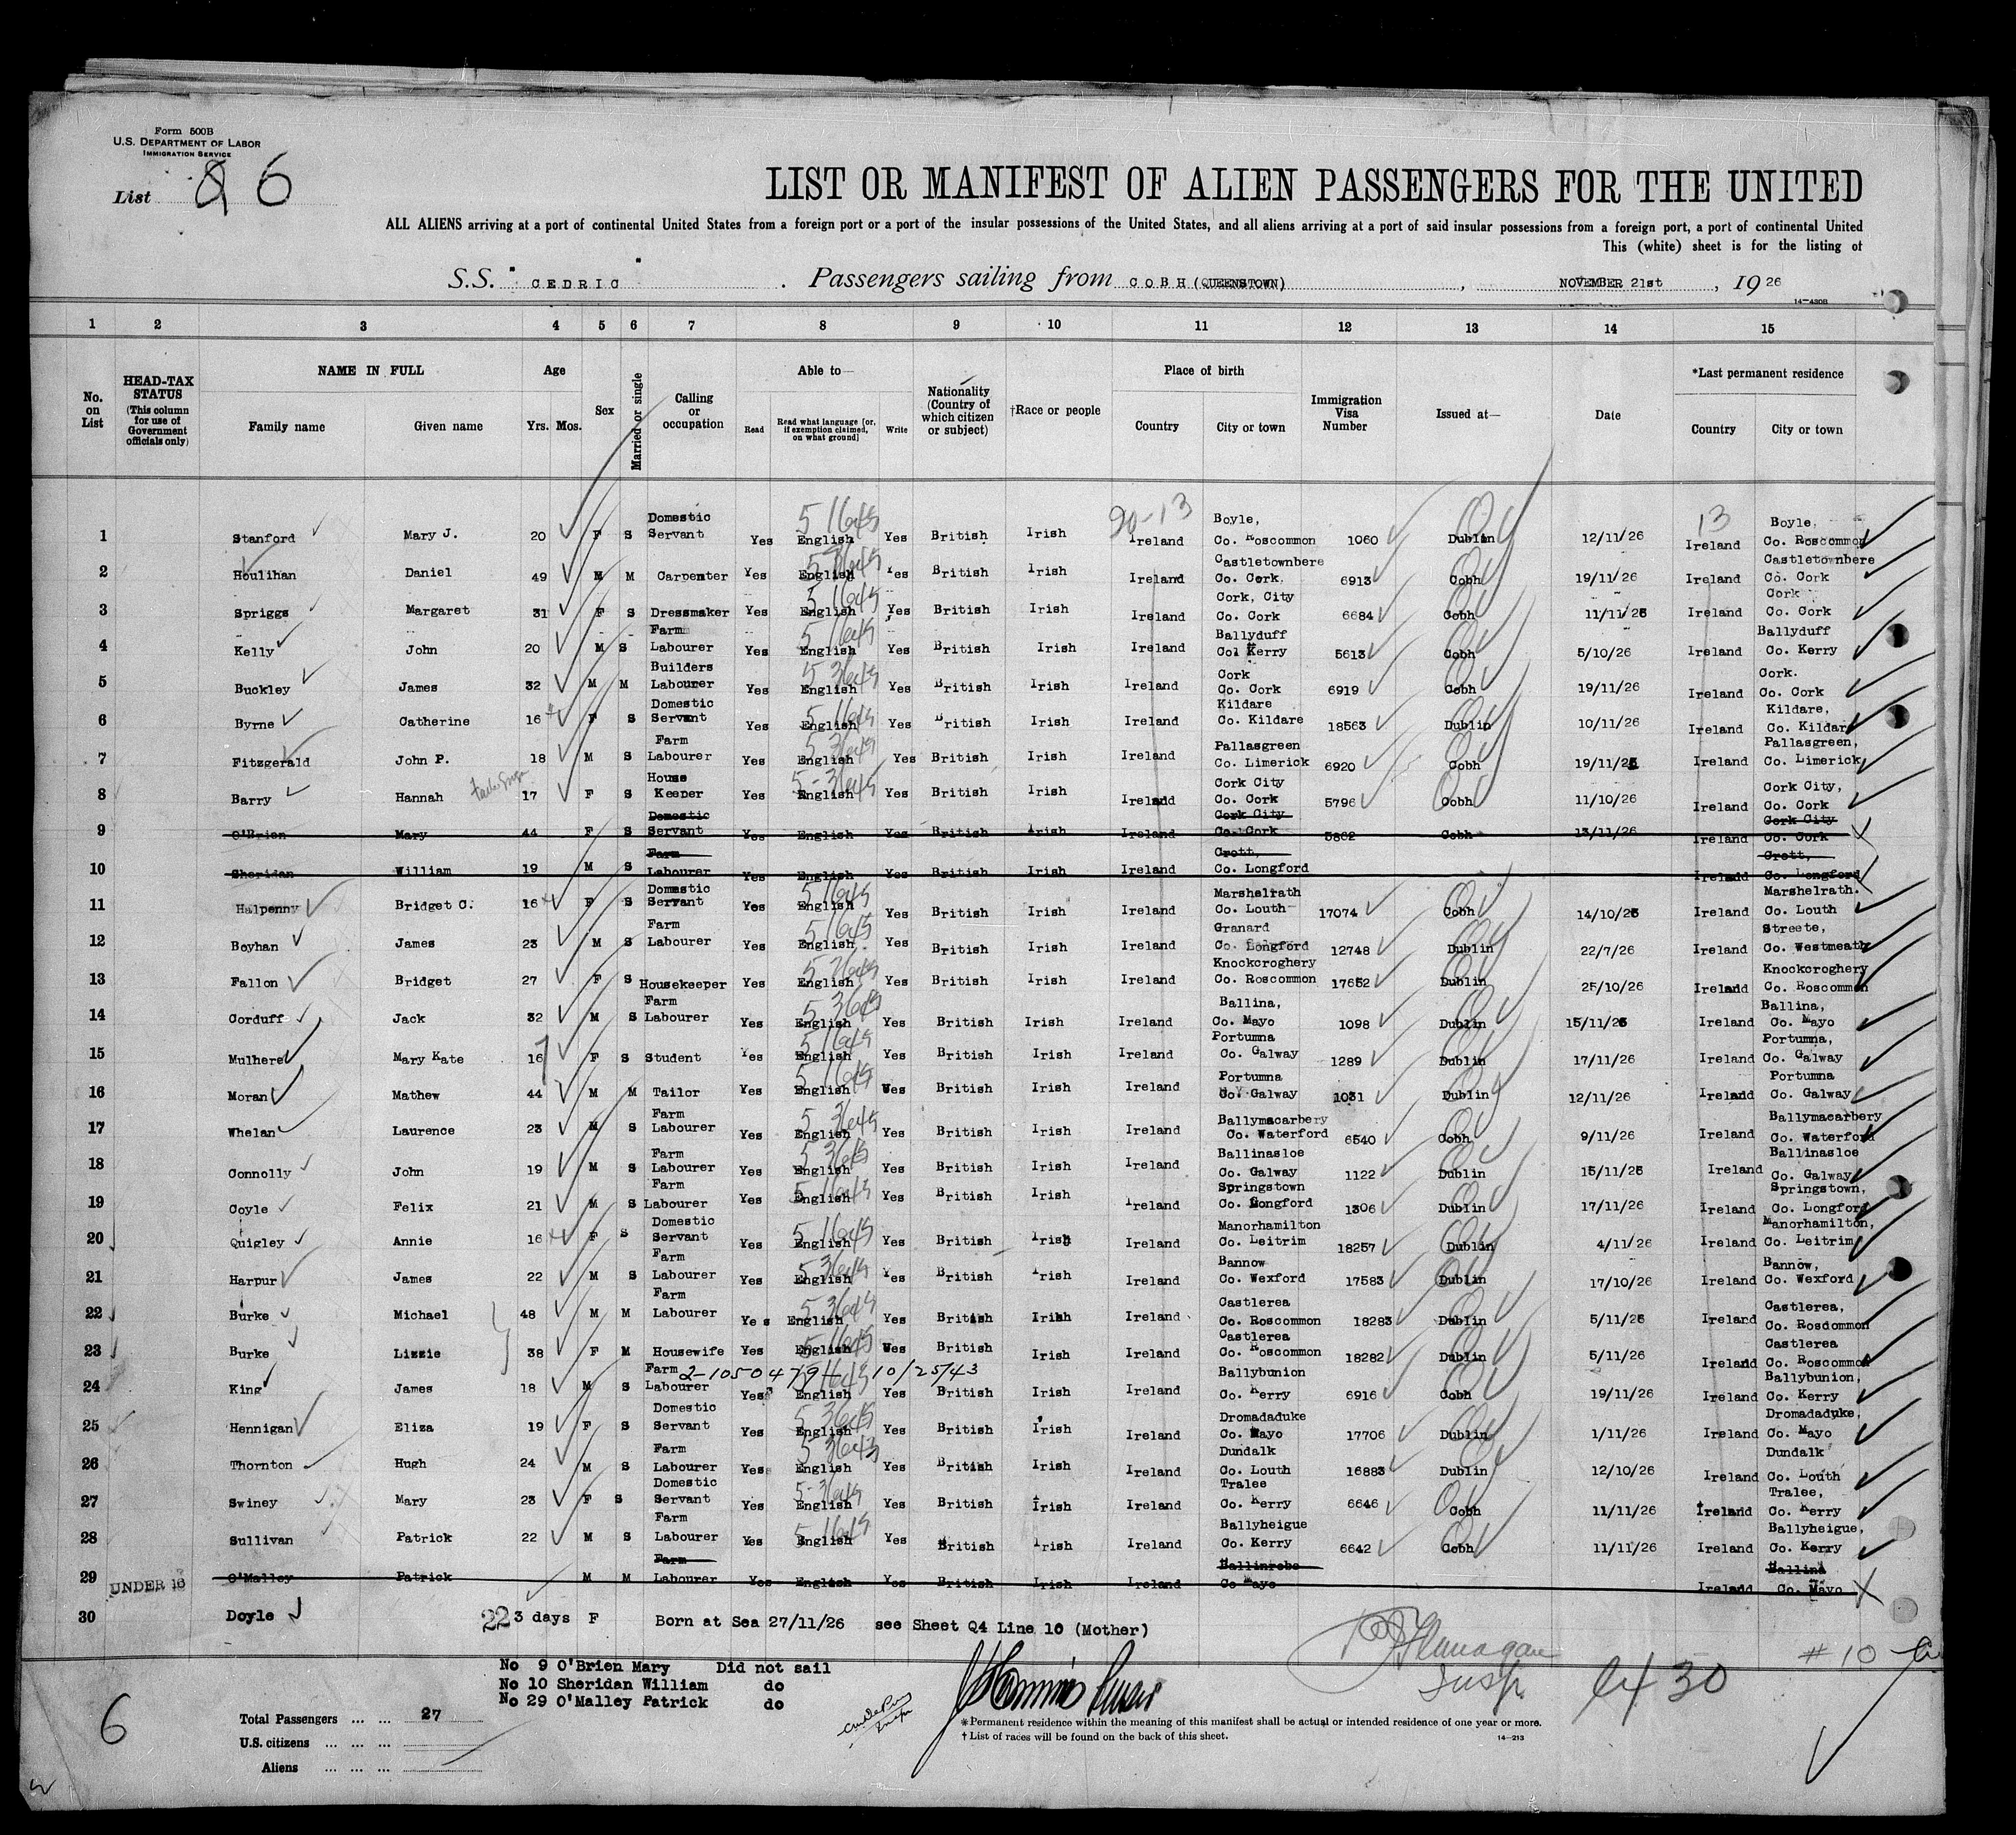 Form 500B
U.S. DEPARTMENT OF LABOR
IMMIGRATION SERVICE
List 6
LIST OR MANIFEST OF ALIEN PASSENGERS FOR THE UNITED
ALL ALIENS arriving at a port of continental United States from a foreign port or a port of the insular possessions of the United States, and all aliens arriving at a port of said insular possessions from a foreign port, a port of continental United
This (white) sheet is for the listing of
S.S. "CEDRIC" . Passengers sailing from COBH (QUEENSTOWN) , NOVEMBER 21st , 19 26
14-430B
1 2 3 4 5 6 7 8 9 10 11 12 13 14 15
No. on List
HEAD-TAX STATUS (This column for use of Government officials only)
NAME IN FULL Family name Given name
Age Yrs. Mos.
Sex
Married or single
Calling or occupation
Able to— Read Read what language [or, if exemption claimed, on what ground] Write
Nationality (Country of which citizen or subject)
†Race or people
Place of birth Country City or town
Immigration Visa Number
Issued at—
Date
*Last permanent residence Country City or town
20-13 13
1 Stanford Mary J. 20 F S Domestic Servant Yes English Yes British Irish Ireland Boyle, Co. Roscommon 1060 Dublin 12/11/26 Ireland Boyle, Co. Roscommon
2 Houlihan Daniel 49 M M Carpenter Yes English Yes British Irish Ireland Castletownbere Co. Cork. 6913 Cobh 19/11/26 Ireland Castletownbere Co. Cork
3 Spriggs Margaret 31 F S Dressmaker Yes English Yes British Irish Ireland Cork, City Co. Cork 6684 Cobh 11/11/26 Ireland Cork Co. Cork
4 Kelly John 20 M S Farm Labourer Yes English Yes British Irish Ireland Ballyduff Co. Kerry 5613 Cobh 5/10/26 Ireland Ballyduff Co. Kerry
5 Buckley James 32 M M Builders Labourer Yes English Yes British Irish Ireland Cork Co. Cork 6919 Cobh 19/11/26 Ireland Cork. Co. Cork
6 Byrne Catherine 16 F S Domestic Servant Yes English Yes British Irish Ireland Kildare Co. Kildare 18563 Dublin 10/11/26 Ireland Kildare, Co. Kildare
7 Fitzgerald John P. 18 M S Farm Labourer Yes English Yes British Irish Ireland Pallasgreen Co. Limerick 6920 Cobh 19/11/26 Ireland Pallasgreen, Co. Limerick
8 Barry Hannah 17 F S House Keeper Yes English Yes British Irish Ireland Cork City Co. Cork 5796 Cobh 11/10/26 Ireland Cork City, Co. Cork
9 O'Brien Mary 44 F S Domestic Servant Yes English Yes British Irish Ireland Cork City Co. Cork 5862 Cobh 13/11/26 Ireland Cork City Co. Cork
10 Sheridan William 19 M S Farm Labourer Yes English Yes British Irish Ireland Crott, Co. Longford Ireland Crott, Co. Longford
11 Halpenny Bridget C. 16 F S Domestic Servant Yes English Yes British Irish Ireland Marshelrath Co. Louth 17074 Cobh 14/10/26 Ireland Marshelrath. Co. Louth
12 Boyhan James 23 M S Farm Labourer Yes English Yes British Irish Ireland Granard Co. Longford 12748 Dublin 22/7/26 Ireland Streete, Co. Westmeath
13 Fallon Bridget 27 F S Housekeeper Yes English Yes British Irish Ireland Knockcroghery Co. Roscommon 17652 Dublin 25/10/26 Ireland Knockcroghery Co. Roscommon
14 Corduff Jack 32 M S Farm Labourer Yes English Yes British Irish Ireland Ballina, Co. Mayo 1098 Dublin 15/11/26 Ireland Ballina, Co. Mayo
15 Mulhere Mary Kate 16 F S Student Yes English Yes British Irish Ireland Portumna Co. Galway 1289 Dublin 17/11/26 Ireland Portumna, Co. Galway
16 Moran Mathew 44 M M Tailor Yes English Yes British Irish Ireland Portumna Co. Galway 1031 Dublin 12/11/26 Ireland Portumna Co. Galway
17 Whelan Laurence 23 M S Farm Labourer Yes English Yes British Irish Ireland Ballymacarbery Co. Waterford 6540 Cobh 9/11/26 Ireland Ballymacarbery Co. Waterford
18 Connolly John 19 M S Farm Labourer Yes English Yes British Irish Ireland Ballinasloe Co. Galway 1122 Dublin 15/11/26 Ireland Ballinasloe Co. Galway
19 Coyle Felix 21 M S Farm Labourer Yes English Yes British Irish Ireland Springstown Co. Longford 1306 Dublin 17/11/26 Ireland Springstown, Co. Longford
20 Quigley Annie 16 F S Domestic Servant Yes English Yes British Irish Ireland Manorhamilton Co. Leitrim 18257 Dublin 4/11/26 Ireland Manorhamilton, Co. Leitrim
21 Harpur James 22 M S Farm Labourer Yes English Yes British Irish Ireland Bannow Co. Wexford 17583 Dublin 17/10/26 Ireland Bannow, Co. Wexford
22 Burke Michael 48 M M Farm Labourer Yes English Yes British Irish Ireland Castlerea Co. Roscommon 18283 Dublin 5/11/26 Ireland Castlerea, Co. Rosdommon
23 Burke Lizzie 38 F M Housewife Yes English Yes British Irish Ireland Castlerea Co. Roscommon 18282 Dublin 5/11/26 Ireland Castlerea Co. Roscommon
2-1050479 10/25/43
24 King James 18 M S Farm Labourer Yes English Yes British Irish Ireland Ballybunion Co. Kerry 6916 Cobh 19/11/26 Ireland Ballybunion, Co. Kerry
25 Hennigan Eliza 19 F S Domestic Servant Yes English Yes British Irish Ireland Dromadaduke Co. Mayo 17706 Dublin 1/11/26 Ireland Dromadaduke, Co. Mayo
26 Thornton Hugh 24 M S Farm Labourer Yes English Yes British Irish Ireland Dundalk Co. Louth 16883 Dublin 12/10/26 Ireland Dundalk Co. Louth
27 Swiney Mary 23 F S Domestic Servant Yes English Yes British Irish Ireland Tralee Co. Kerry 6646 Cobh 11/11/26 Ireland Tralee, Co. Kerry
28 Sullivan Patrick 22 M S Farm Labourer Yes English Yes British Irish Ireland Ballyheigue Co. Kerry 6642 Cobh 11/11/26 Ireland Ballyheigue, Co. Kerry
29 UNDER 16 O'Malley Patrick M M Farm Labourer Yes English Yes British Irish Ireland Ballinrobe Co Mayo Ireland Ballina Co. Mayo
30 Doyle 3 days F Born at Sea 27/11/26 see Sheet Q4 Line 10 (Mother)
No 9 O'Brien Mary Did not sail
No 10 Sheridan William do
No 29 O'Malley Patrick do
Flanagan
Insp.
30
#10
6
Total Passengers ... ... 27
U.S. citizens ... ... ...
Aliens ... ... ...
*Permanent residence within the meaning of this manifest shall be actual or intended residence of one year or more.
† List of races will be found on the back of this sheet.
14-213